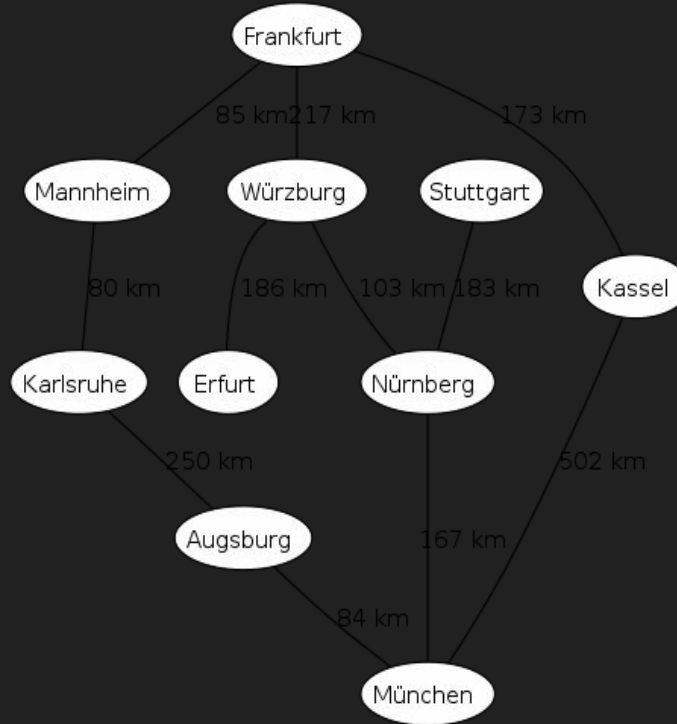 Frankfurt
85 km
217 km
173 km
Mannheim
Würzburg
Stuttgart
Kassel
80 km
186 km
103 km
183 km
Karlsruhe
Erfurt
Nürnberg
250 km
502 km
Augsburg
167 km
84 km
München